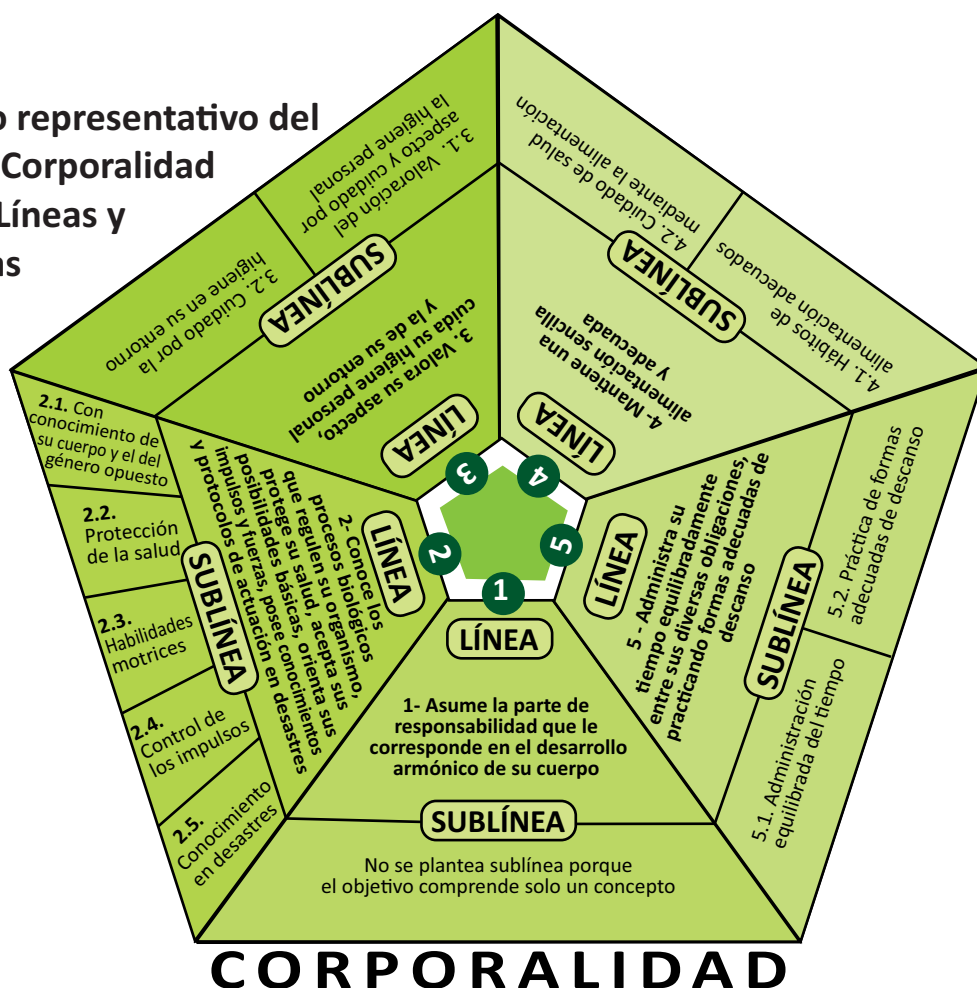 o representativo del
Corporalidad
Líneas y
as
1
LÍNEA
1- Asume la parte de
responsabilidad que le
corresponde en el desarrollo
armónico de su cuerpo
SUBLÍNEA
No se plantea sublínea porque
el objetivo comprende solo un concepto
2
LÍNEA
2- Conoce los
procesos biológicos
que regulen su organismo,
protege su salud, acepta sus
posibilidades básicas, orienta sus
impulsos y fuerzas, posee conocimientos
y protocolos de actuación en desastres
SUBLÍNEA
2.1. Con
conocimiento de
su cuerpo y el del
género opuesto
2.2.
Protección
de la salud
2.3.
Habilidades
motrices
2.4.
Control de
los impulsos
2.5.
Conocimiento
en desastres
3
LÍNEA
3. Valora su aspecto,
cuida su higiene personal
y la de su entorno
SUBLÍNEA
3.1. Valoración del
aspecto y cuidado por
la higiene personal
3.2. Cuidado por la
higiene en su entorno
4
LÍNEA
4- Mantiene una
alimentación sencilla
y adecuada
SUBLÍNEA
4.1. Hábitos de
alimentación adecuados
4.2. Cuidado de salud
mediante la alimentación
5
LÍNEA
5 - Administra su
tiempo equilibradamente
entre sus diversas obligaciones,
practicando formas adecuadas de
descanso
SUBLÍNEA
5.1. Administración
equilibrada del tiempo
5.2. Práctica de formas
adecuadas de descanso
CORPORALIDAD